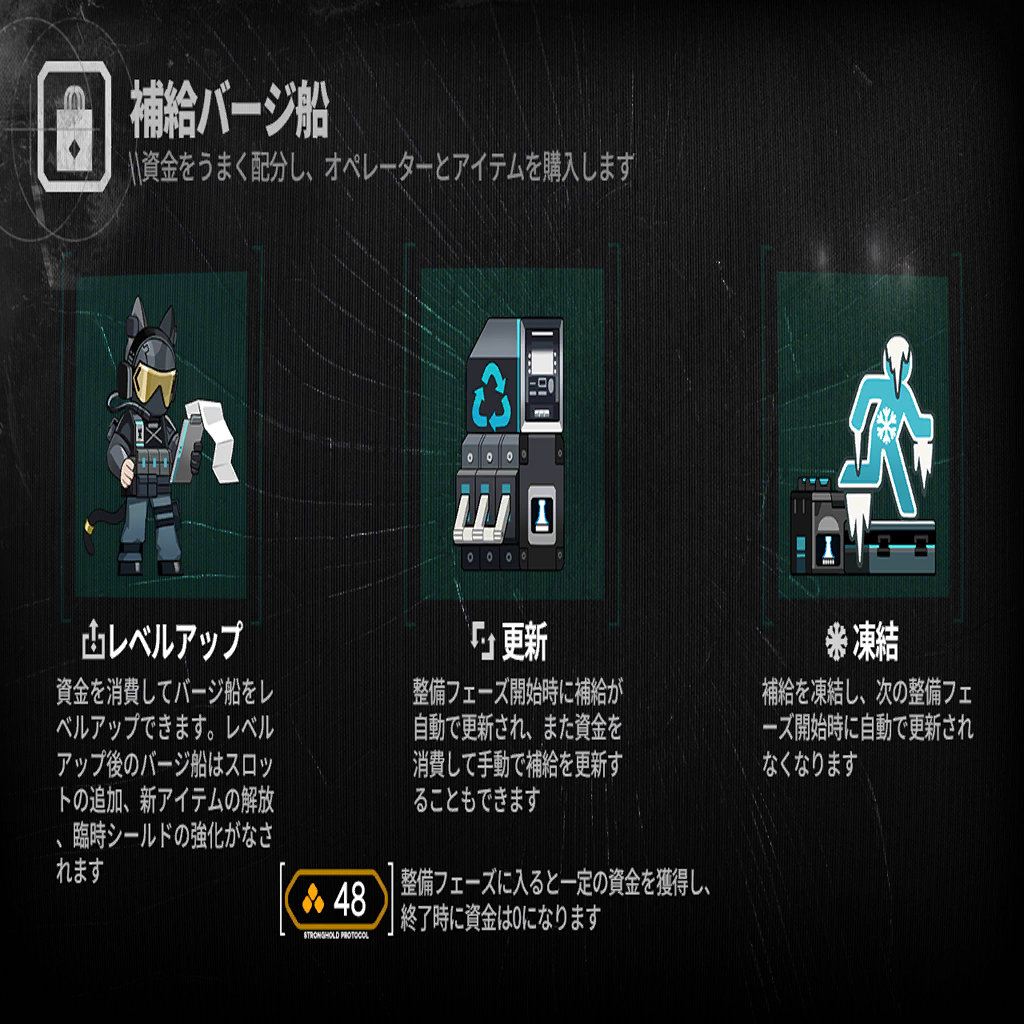 補給バージ船
\\資金をうまく配分し、オペレーターとアイテムを購入します
レベルアップ
資金を消費してバージ船をレ
ベルアップできます。レベル
アップ後のバージ船はスロッ
トの追加、新アイテムの解放
、臨時シールドの強化がなさ
れます
更新
整備フェーズ開始時に補給が
自動で更新され、また資金を
消費して手動で補給を更新す
ることもできます
凍結
補給を凍結し、次の整備フェ
ーズ開始時に自動で更新され
なくなります
48
STRONGHOLD PROTOCOL
整備フェーズに入ると一定の資金を獲得し、
終了時に資金は0になります